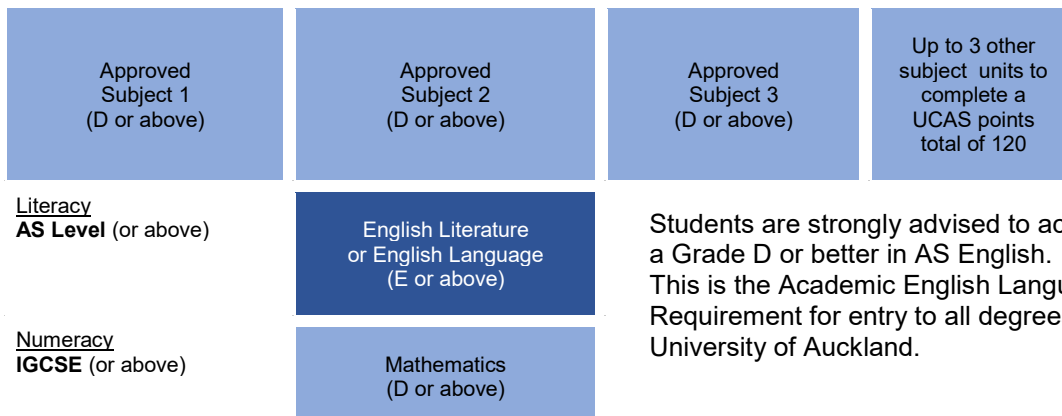 Approved
Subject 1
(D or above)
Approved
Subject 2
(D or above)
Approved
Subject 3
(D or above)
Up to 3 other
subject units to
complete a
UCAS points
total of 120
Literacy
AS Level (or above)
English Literature
or English Language
(E or above)
Students are strongly advised to
a Grade D or better in AS English.
This is the Academic English
Requirement for entry to all degree
University of Auckland.
Numeracy
IGCSE (or above)
Mathematics
(D or above)